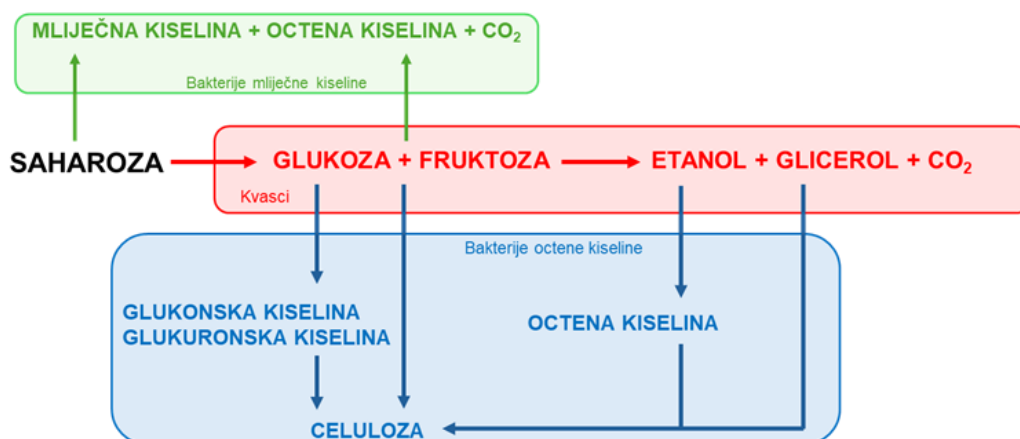 MLIJEČNA KISELINA + OCTENA KISELINA + CO₂
Bakterije mliječne kiseline
SAHAROZA
GLUKOZA + FRUKTOZA
ETANOL + GLICEROL + CO₂
Kvasci
Bakterije octene kiseline
GLUKONSKA KISELINA
GLUKURONSKA KISELINA
OCTENA KISELINA
CELULOZA